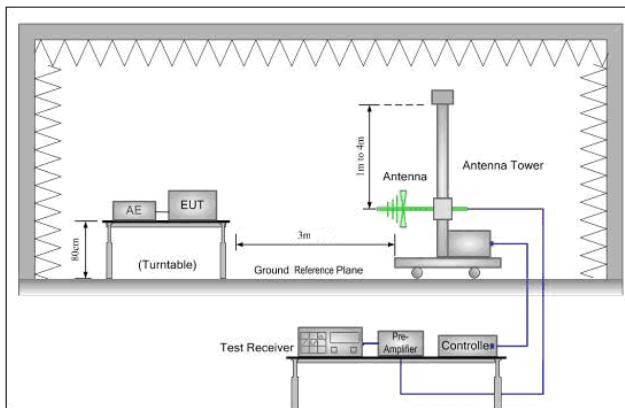 1m to 4m
Antenna
Antenna Tower
AE
EUT
80cm
(Turntable)
3m
Ground Reference Plane
Test Receiver
Pre-
Amplifier
Controller